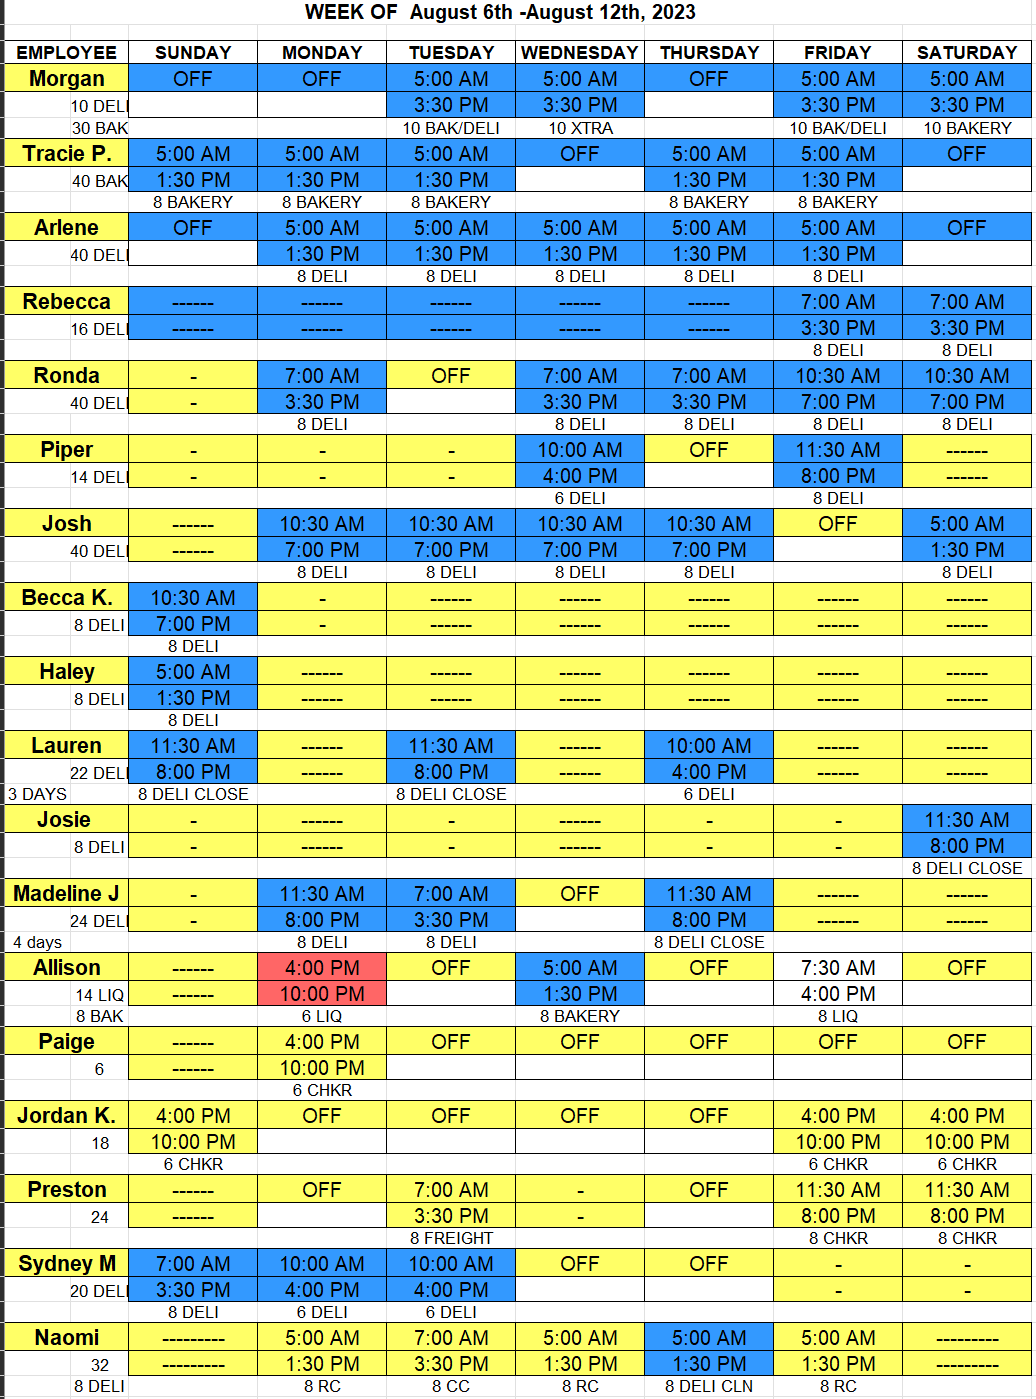 WEEK OF August 6th -August 12th, 2023
EMPLOYEE SUNDAY MONDAY TUESDAY WEDNESDAY THURSDAY FRIDAY SATURDAY
Morgan OFF OFF 5:00 AM 5:00 AM OFF 5:00 AM 5:00 AM
10 DELI 3:30 PM 3:30 PM 3:30 PM 3:30 PM
30 BAK 10 BAK/DELI 10 XTRA 10 BAK/DELI 10 BAKERY
Tracie P. 5:00 AM 5:00 AM 5:00 AM OFF 5:00 AM 5:00 AM OFF
40 BAK 1:30 PM 1:30 PM 1:30 PM 1:30 PM 1:30 PM
8 BAKERY 8 BAKERY 8 BAKERY 8 BAKERY 8 BAKERY
Arlene OFF 5:00 AM 5:00 AM 5:00 AM 5:00 AM 5:00 AM OFF
40 DELI 1:30 PM 1:30 PM 1:30 PM 1:30 PM 1:30 PM
8 DELI 8 DELI 8 DELI 8 DELI 8 DELI
Rebecca ------ ------ ------ ------ ------ 7:00 AM 7:00 AM
16 DELI ------ ------ ------ ------ ------ 3:30 PM 3:30 PM
8 DELI 8 DELI
Ronda - 7:00 AM OFF 7:00 AM 7:00 AM 10:30 AM 10:30 AM
40 DELI - 3:30 PM 3:30 PM 3:30 PM 7:00 PM 7:00 PM
8 DELI 8 DELI 8 DELI 8 DELI 8 DELI
Piper - - - 10:00 AM OFF 11:30 AM ------
14 DELI - - - 4:00 PM 8:00 PM ------
6 DELI 8 DELI
Josh ------ 10:30 AM 10:30 AM 10:30 AM 10:30 AM OFF 5:00 AM
40 DELI ------ 7:00 PM 7:00 PM 7:00 PM 7:00 PM 1:30 PM
8 DELI 8 DELI 8 DELI 8 DELI 8 DELI
Becca K. 10:30 AM - ------ ------ ------ ------ ------
8 DELI 7:00 PM - ------ ------ ------ ------ ------
8 DELI
Haley 5:00 AM ------ ------ ------ ------ ------ ------
8 DELI 1:30 PM ------ ------ ------ ------ ------ ------
8 DELI
Lauren 11:30 AM ------ 11:30 AM ------ 10:00 AM ------ ------
22 DELI 8:00 PM ------ 8:00 PM ------ 4:00 PM ------ ------
3 DAYS 8 DELI CLOSE 8 DELI CLOSE 6 DELI
Josie - ------ - ------ - - 11:30 AM
8 DELI - ------ - ------ - - 8:00 PM
8 DELI CLOSE
Madeline J - 11:30 AM 7:00 AM OFF 11:30 AM ------ ------
24 DELI - 8:00 PM 3:30 PM 8:00 PM ------ ------
4 days 8 DELI 8 DELI 8 DELI CLOSE
Allison ------ 4:00 PM OFF 5:00 AM OFF 7:30 AM OFF
14 LIQ ------ 10:00 PM 1:30 PM 4:00 PM
8 BAK 6 LIQ 8 BAKERY 8 LIQ
Paige ------ 4:00 PM OFF OFF OFF OFF OFF
6 ------ 10:00 PM
6 CHKR
Jordan K. 4:00 PM OFF OFF OFF OFF 4:00 PM 4:00 PM
18 10:00 PM 10:00 PM 10:00 PM
6 CHKR 6 CHKR 6 CHKR
Preston ------ OFF 7:00 AM - OFF 11:30 AM 11:30 AM
24 ------ 3:30 PM - 8:00 PM 8:00 PM
8 FREIGHT 8 CHKR 8 CHKR
Sydney M 7:00 AM 10:00 AM 10:00 AM OFF OFF - -
20 DELI 3:30 PM 4:00 PM 4:00 PM - -
8 DELI 6 DELI 6 DELI
Naomi --------- 5:00 AM 7:00 AM 5:00 AM 5:00 AM 5:00 AM ---------
32 --------- 1:30 PM 3:30 PM 1:30 PM 1:30 PM 1:30 PM ---------
8 DELI 8 RC 8 CC 8 RC 8 DELI CLN 8 RC